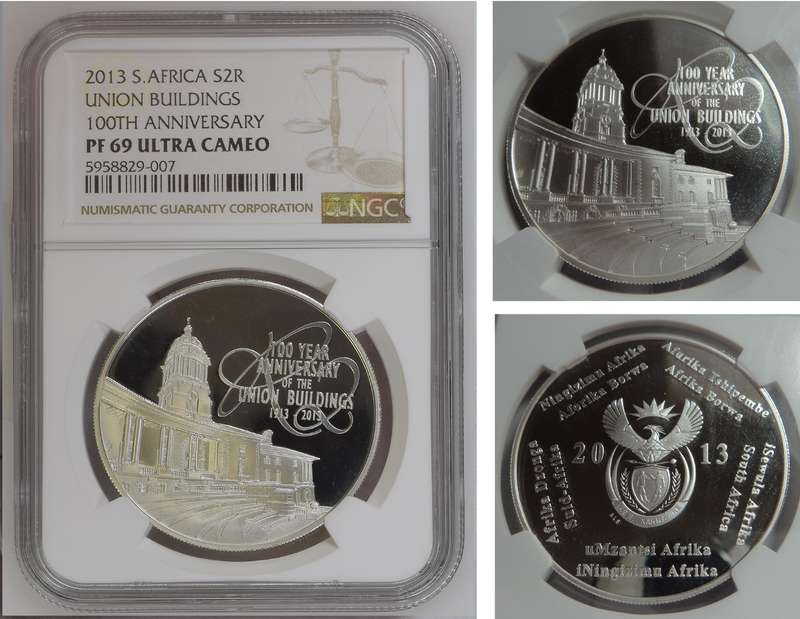 2013 S.AFRICA S2R
UNION BUILDINGS
100TH ANNIVERSARY
PF 69 ULTRA CAMEO
5958829-007
NUMISMATIC GUARANTY CORPORATION
NGC
100 YEAR
ANNIVERSARY
OF THE
UNION BUILDINGS
1913 2013
100 YEAR
ANNIVERSARY
OF THE
UNION BUILDINGS
1913 2013
Ningizimu Afrika
Aforika Borwa
Afurika Tshipembe
Afrika Borwa
Afrika Dzonga
Suid-Afrika
20 13
iSewula Afrika
South Africa
uMzantsi Afrika
iNingizimu Afrika